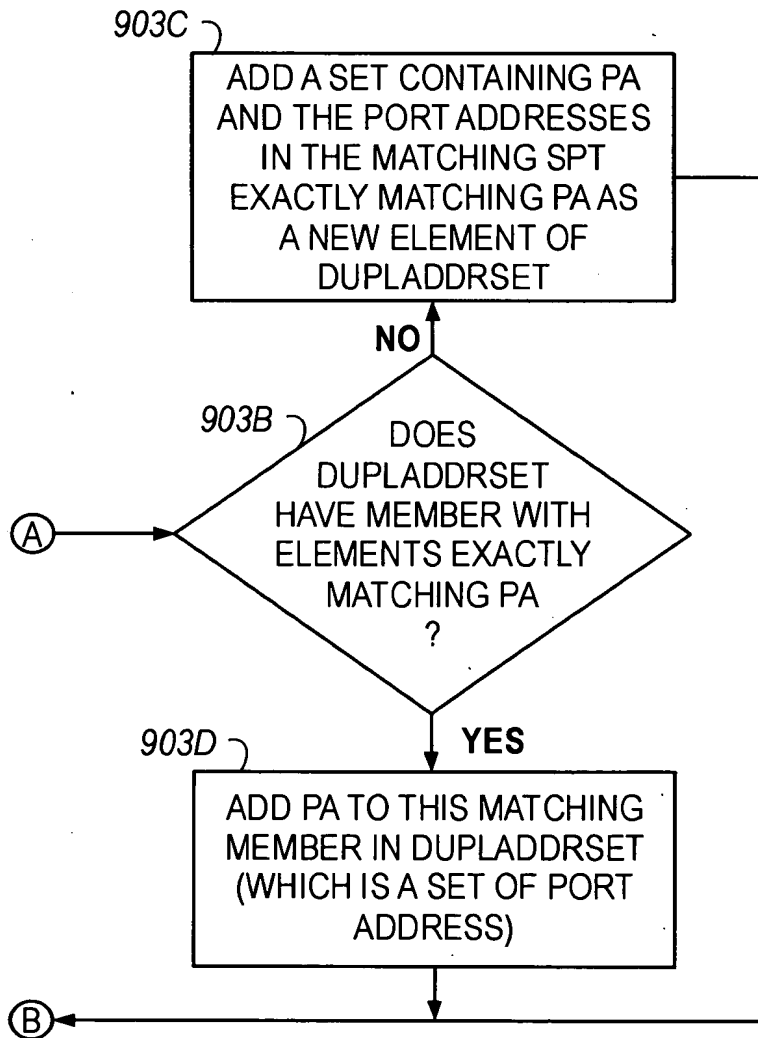 903C
ADD A SET CONTAINING PA
AND THE PORT ADDRESSES
IN THE MATCHING SPT
EXACTLY MATCHING PA AS
A NEW ELEMENT OF
DUPLADDRSET
NO
903B
DOES
DUPLADDRSET
HAVE MEMBER WITH
ELEMENTS EXACTLY
MATCHING PA
?
A
YES
903D
ADD PA TO THIS MATCHING
MEMBER IN DUPLADDRSET
(WHICH IS A SET OF PORT
ADDRESS)
B